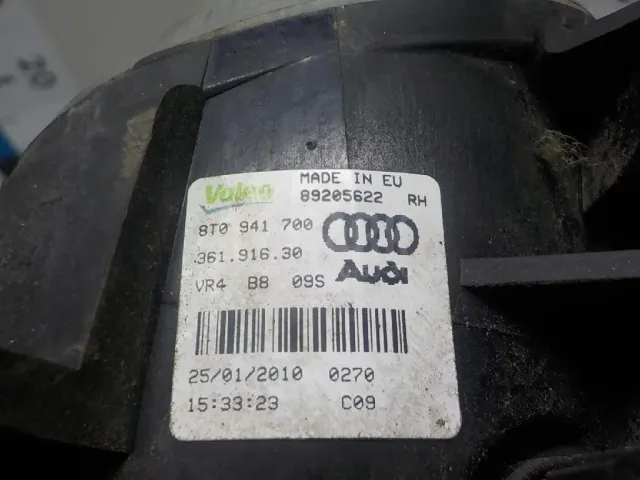 20
Valeo MADE IN EU
89205622 RH
8T0 941 700
.361.916.30
Audi
VR4 B8 09S
25/01/2010 0270
15:33:23 C09